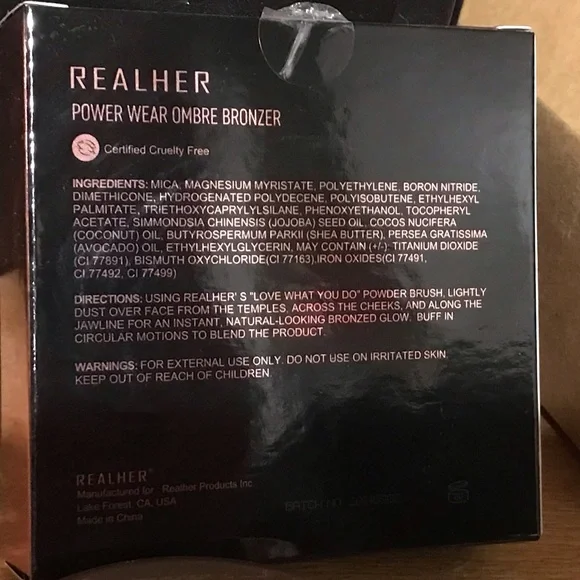 REALHER
POWER WEAR OMBRE BRONZER
Certified Cruelty Free
INGREDIENTS: MICA, MAGNESIUM MYRISTATE, POLYETHYLENE, BORON NITRIDE,
DIMETHICONE, HYDROGENATED POLYDECENE, POLYISOBUTENE, ETHYLHEXYL
PALMITATE, TRIETHOXYCAPRYLYLSILANE, PHENOXYETHANOL, TOCOPHERYL
ACETATE, SIMMONDSIA CHINENSIS (JOJOBA) SEED OIL, COCOS NUCIFERA
(COCONUT) OIL, BUTYROSPERMUM PARKII (SHEA BUTTER), PERSEA GRATISSIMA
(AVOCADO) OIL, ETHYLHEXYLGLYCERIN, MAY CONTAIN (+/-): TITANIUM DIOXIDE
(CI 77891), BISMUTH OXYCHLORIDE(CI 77163),IRON OXIDES(CI 77491,
CI 77492, CI 77499)
DIRECTIONS: USING REALHER' S "LOVE WHAT YOU DO" POWDER BRUSH, LIGHTLY
DUST OVER FACE FROM THE TEMPLES, ACROSS THE CHEEKS, AND ALONG THE
JAWLINE FOR AN INSTANT, NATURAL-LOOKING BRONZED GLOW. BUFF IN
CIRCULAR MOTIONS TO BLEND THE PRODUCT.
WARNINGS: FOR EXTERNAL USE ONLY. DO NOT USE ON IRRITATED SKIN.
KEEP OUT OF REACH OF CHILDREN.
REALHER®
Manufactured for Realher Products Inc
Lake Forest, CA, USA
Made in China
BATCH NO.